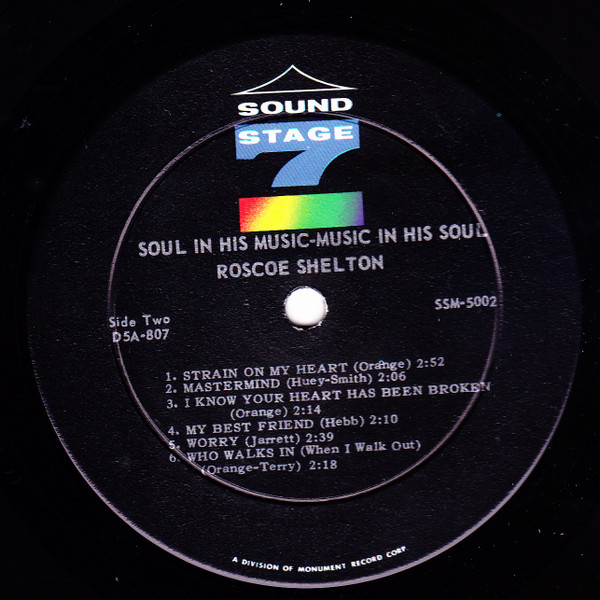 SOUND
STAGE
7
SOUL IN HIS MUSIC-MUSIC IN HIS SOUL
ROSCOE SHELTON
Side Two
D5A-807
SSM-5002
1. STRAIN ON MY HEART (Orange) 2:52
2. MASTERMIND (Huey-Smith) 2:06
3. I KNOW YOUR HEART HAS BEEN BROKEN
(Orange) 2:14
4. MY BEST FRIEND (Hebb) 2:10
5. WORRY (Jarrett) 2:39
6. WHO WALKS IN (When I Walk Out)
(Orange-Terry) 2:18
A DIVISION OF MONUMENT RECORD CORP.